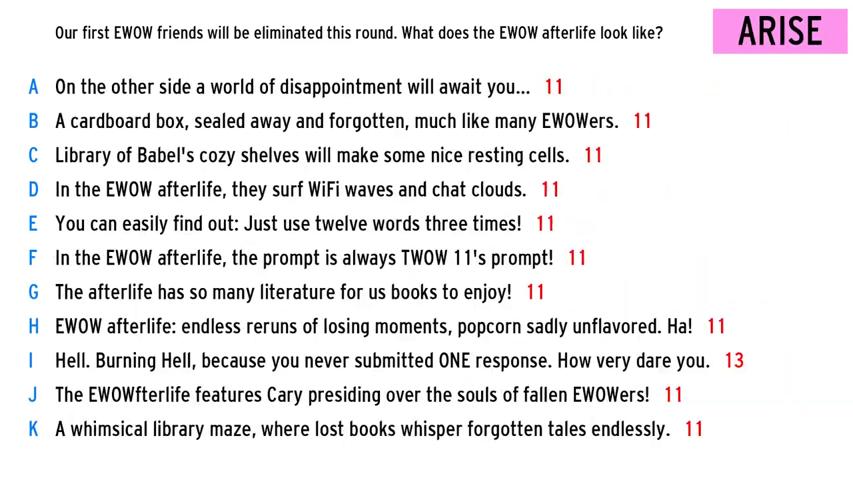 Our first EWOW friends will be eliminated this round. What does the EWOW afterlife look like?
ARISE
A On the other side a world of disappointment will await you... 11
B A cardboard box, sealed away and forgotten, much like many EWOWers. 11
C Library of Babel's cozy shelves will make some nice resting cells. 11
D In the EWOW afterlife, they surf WiFi waves and chat clouds. 11
E You can easily find out: Just use twelve words three times! 11
F In the EWOW afterlife, the prompt is always TWOW 11's prompt! 11
G The afterlife has so many literature for us books to enjoy! 11
H EWOW afterlife: endless reruns of losing moments, popcorn sadly unflavored. Ha! 11
I Hell. Burning Hell, because you never submitted ONE response. How very dare you. 13
J The EWOWfterlife features Cary presiding over the souls of fallen EWOWers! 11
K A whimsical library maze, where lost books whisper forgotten tales endlessly. 11